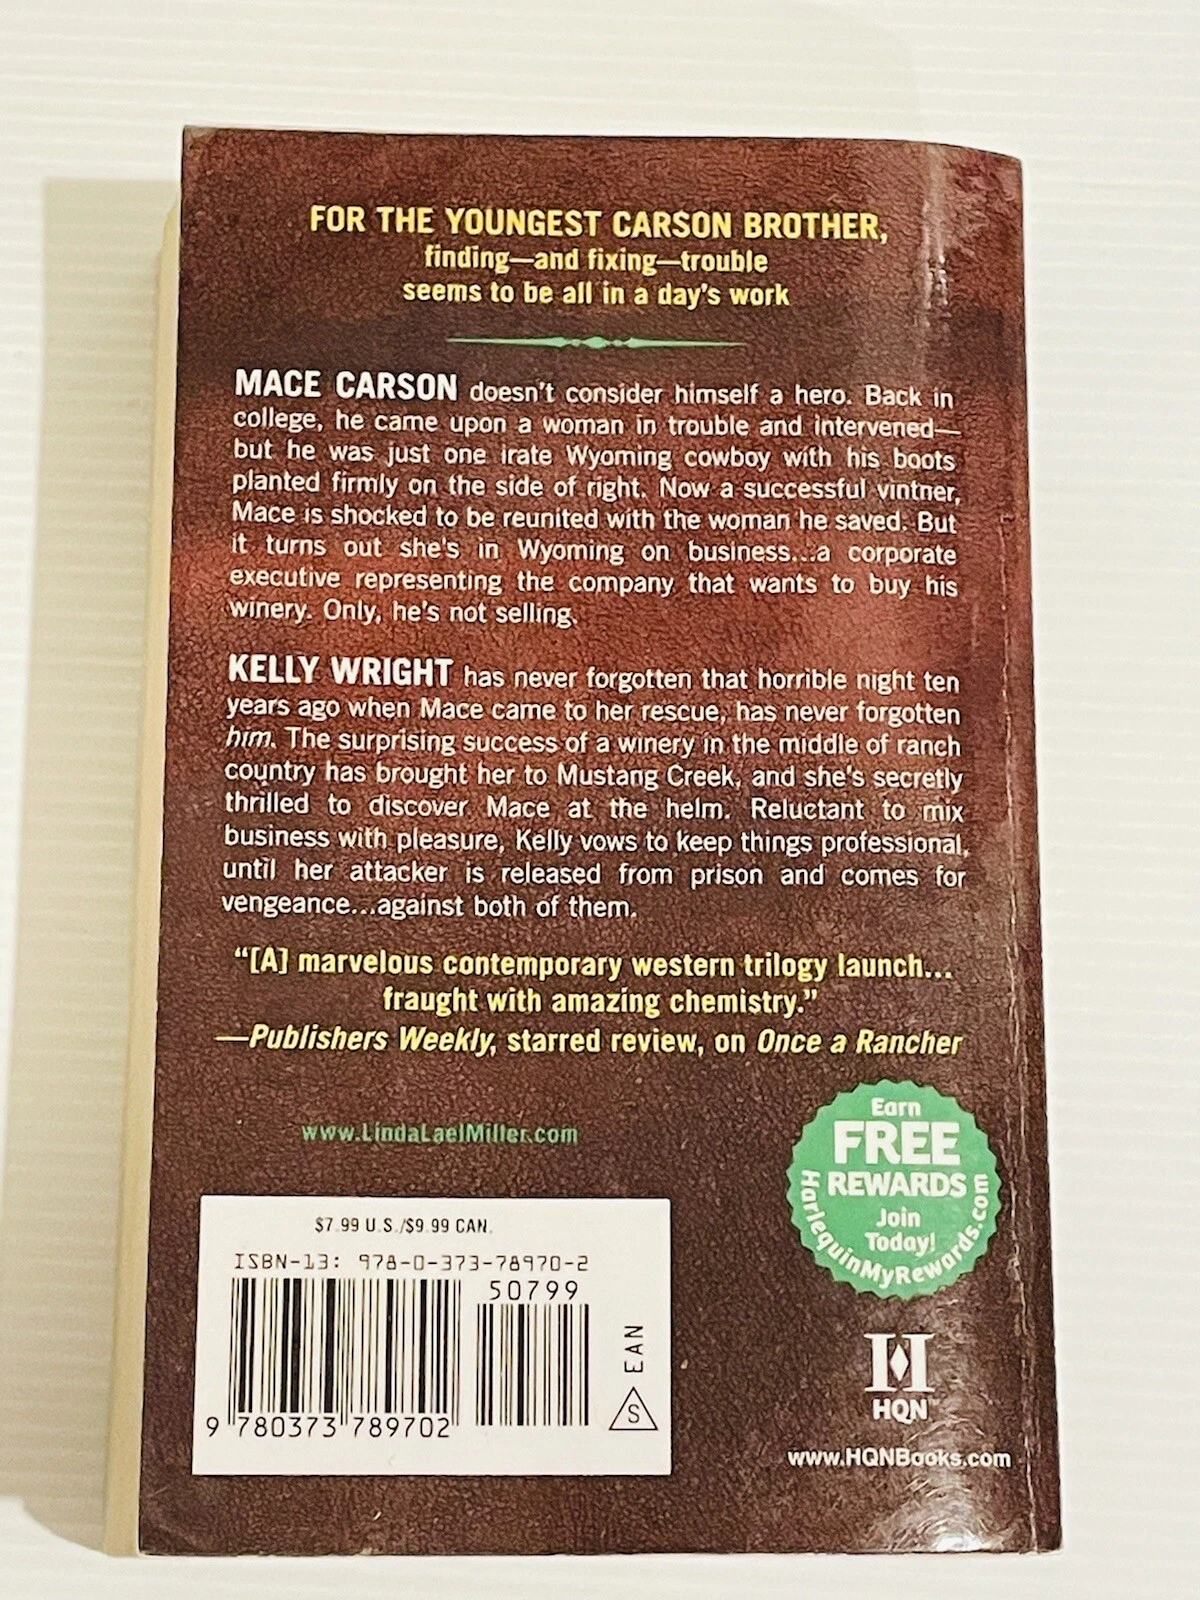 FOR THE YOUNGEST CARSON BROTHER,
finding—and fixing—trouble
seems to be all in a day's work
MACE CARSON doesn't consider himself a hero. Back in
college, he came upon a woman in trouble and intervened—
but he was just one irate Wyoming cowboy with his boots
planted firmly on the side of right. Now a successful vintner,
Mace is shocked to be reunited with the woman he saved. But
it turns out she's in Wyoming on business...a corporate
executive representing the company that wants to buy his
winery. Only, he's not selling.
KELLY WRIGHT has never forgotten that horrible night ten
years ago when Mace came to her rescue, has never forgotten
him. The surprising success of a winery in the middle of ranch
country has brought her to Mustang Creek, and she's secretly
thrilled to discover Mace at the helm. Reluctant to mix
business with pleasure, Kelly vows to keep things professional,
until her attacker is released from prison and comes for
vengeance...against both of them.
"[A] marvelous contemporary western trilogy launch...
fraught with amazing chemistry."
—Publishers Weekly, starred review, on Once a Rancher
www.LindaLaelMiller.com
Earn
FREE
REWARDS
Join
Today!
HarlequinMyRewards.com
$7.99 U.S./$9.99 CAN.
ISBN-13: 978-0-373-78970-2
50799
EAN
S
9 780373 789702
H
HQN™
www.HQNBooks.com